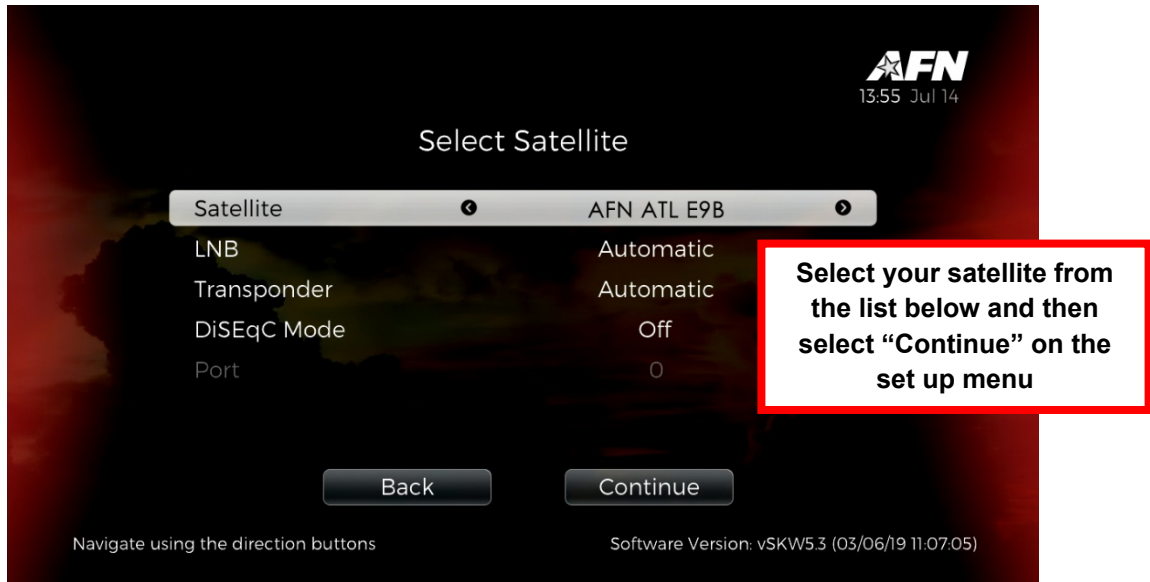 AFN
13:55 Jul 14
Select Satellite
Satellite AFN ATL E9B
LNB Automatic
Transponder Automatic
DiSEqC Mode Off
Port 0
Select your satellite from
the list below and then
select “Continue” on the
set up menu
Back Continue
Navigate using the direction buttons Software Version: vSKW5.3 (03/06/19 11:07:05)